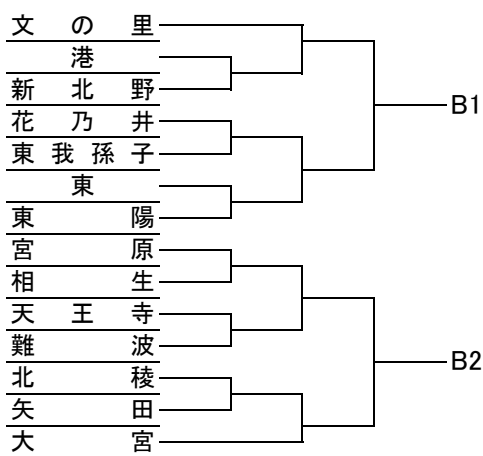 文の里
港
新北野
花乃井
東我孫子
東
東陽
宮原
相生
天王寺
難波
北稜
矢田
大宮
B1
B2